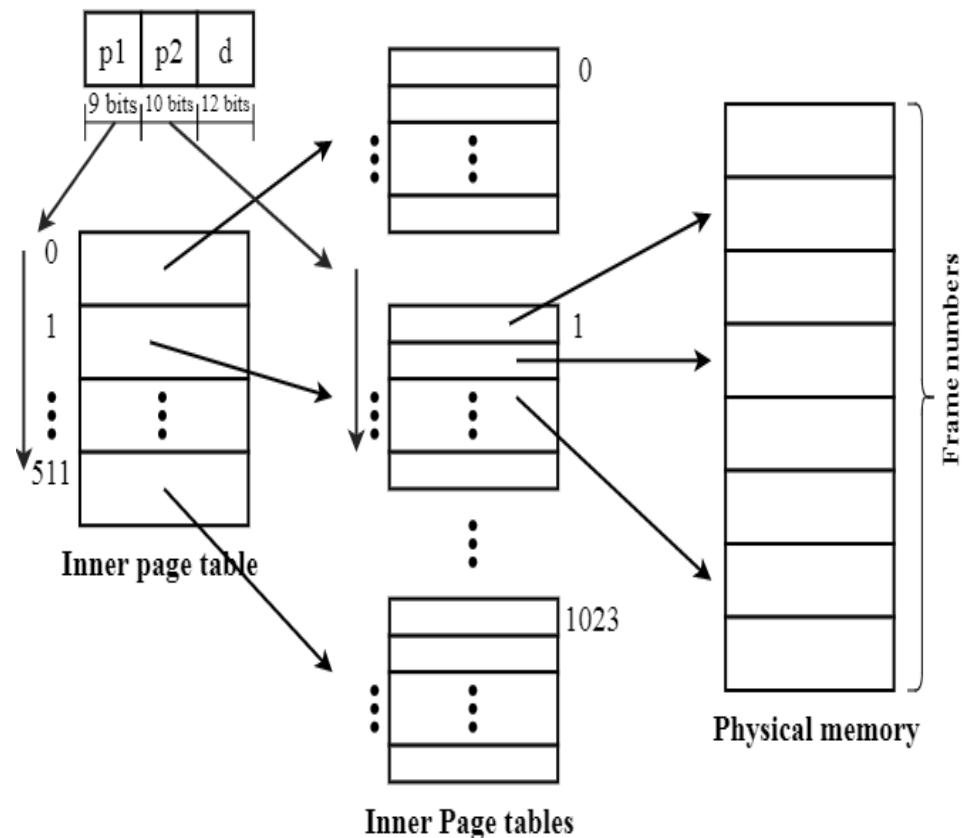 p1 p2 d
9 bits 10 bits 12 bits
0
1
511
Inner page table
0
1
1023
Inner Page tables
Frame numbers
Physical memory